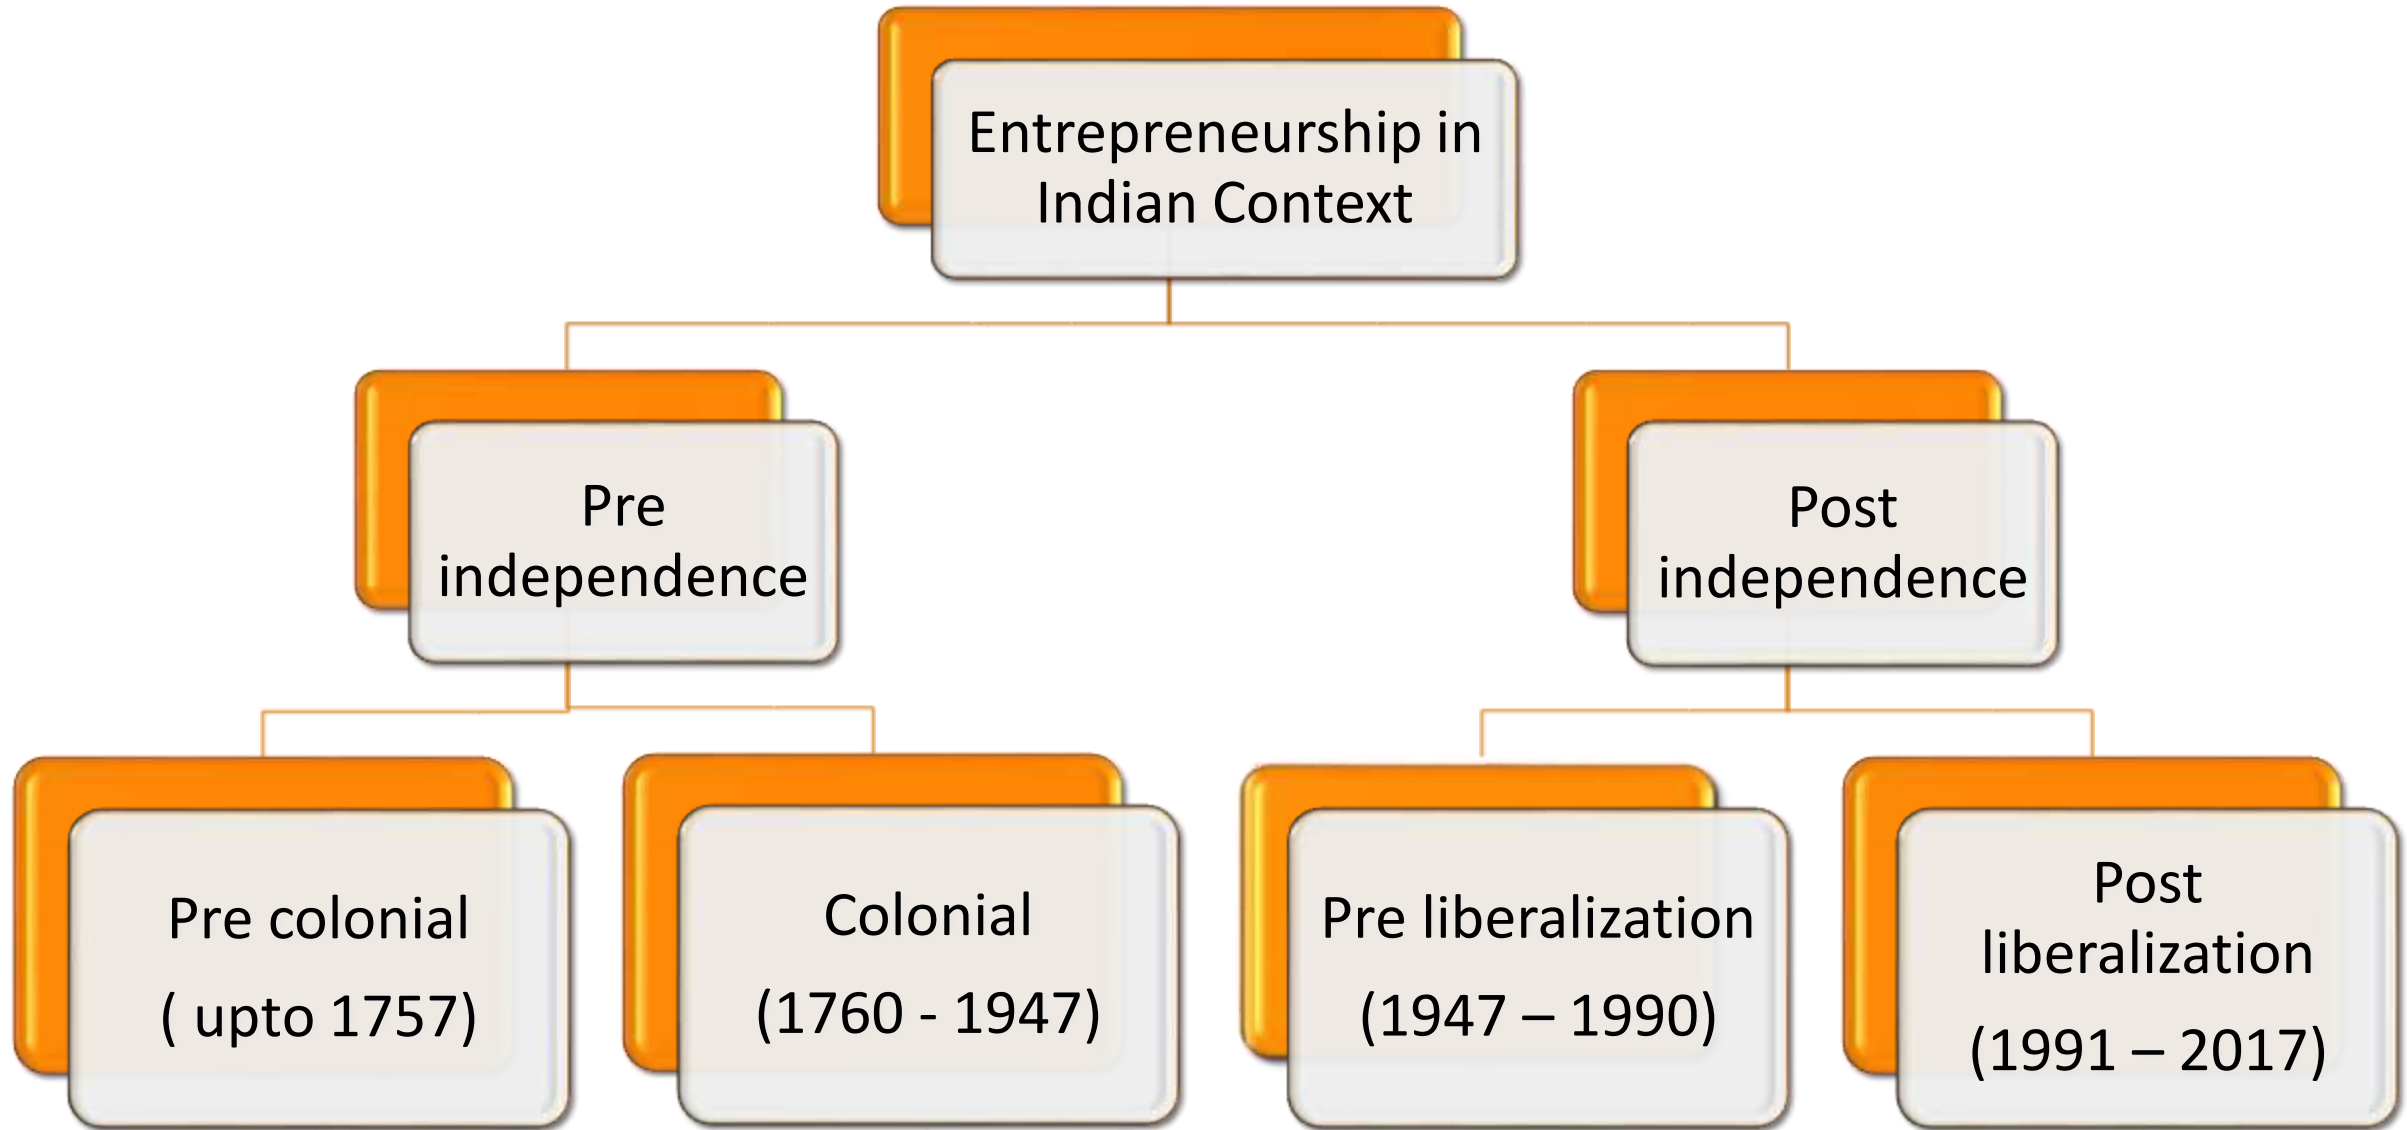 Entrepreneurship in
Indian Context
Pre
independence
Post
independence
Pre colonial
( upto 1757)
Colonial
(1760 - 1947)
Pre liberalization
(1947 – 1990)
Post
liberalization
(1991 – 2017)